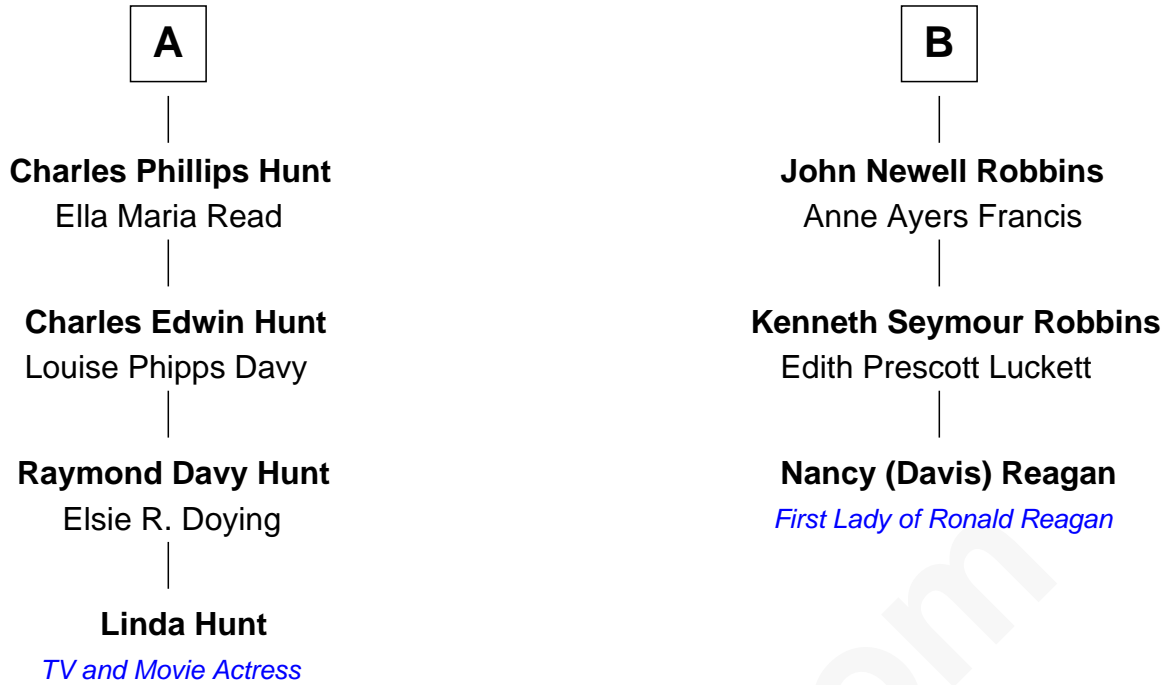 A
Charles Phillips Hunt
Ella Maria Read
Charles Edwin Hunt
Louise Phipps Davy
Raymond Davy Hunt
Elsie R. Doying
Linda Hunt
TV and Movie Actress
B
John Newell Robbins
Anne Ayers Francis
Kenneth Seymour Robbins
Edith Prescott Luckett
Nancy (Davis) Reagan
First Lady of Ronald Reagan
om